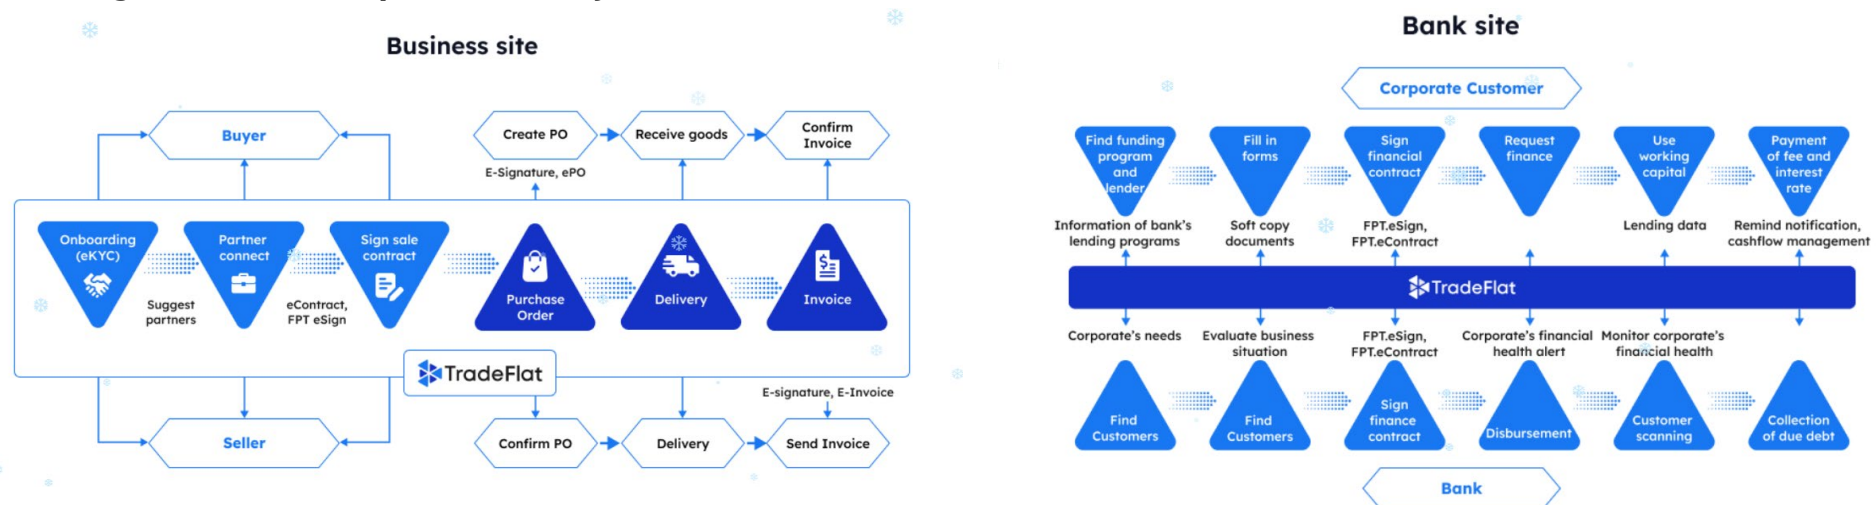 Business site
Buyer
Create PO
Receive goods
Confirm
Invoice
E-Signature, ePO
Onboarding
(eKYC)
Partner
connect
Sign sale
contract
Suggest
partners
eContract,
FPT eSign
Purchase
Order
Delivery
Invoice
TradeFlat
E-signature, E-Invoice
Seller
Confirm PO
Delivery
Send Invoice
Bank site
Corporate Customer
Find funding
program
and
lender
Fill in
forms
Sign
financial
contract
Request
finance
Use
working
capital
Payment
of fee and
interest
rate
Information of bank's
lending programs
Soft copy
documents
FPT.eSign,
FPT.eContract
Lending data
Remind notification,
cashflow management
TradeFlat
Corporate's needs
Evaluate business
situation
FPT.eSign,
FPT.eContract
Corporate's financial
health alert
Monitor corporate's
financial health
Find
Customers
Find
Customers
Sign
finance
contract
Disbursement
Customer
scanning
Collection
of due debt
Bank